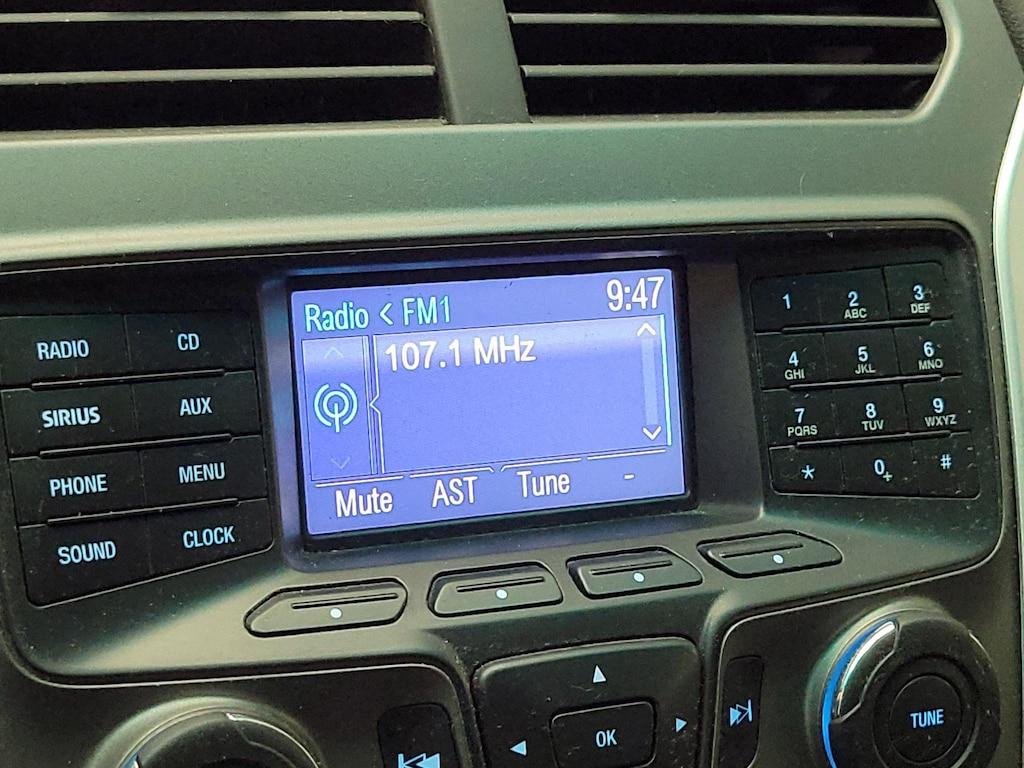 Radio < FM1 9:47
107.1 MHz
Mute AST Tune -
RADIO CD
SIRIUS AUX
PHONE MENU
SOUND CLOCK
1 2 ABC 3 DEF
4 GHI 5 JKL 6 MNO
7 PQRS 8 TUV 9 WXYZ
* 0+ #
OK
TUNE